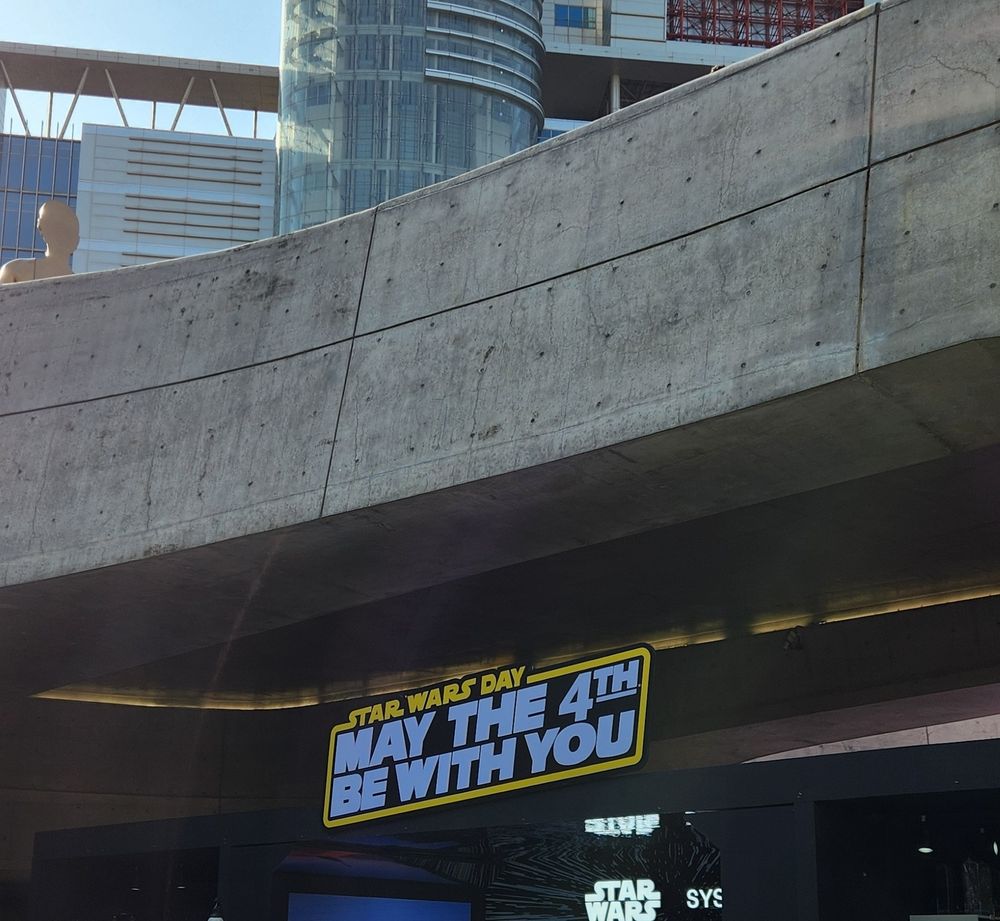 STAR WARS DAY
MAY THE 4TH
BE WITH YOU
STAR
WARS
SYS